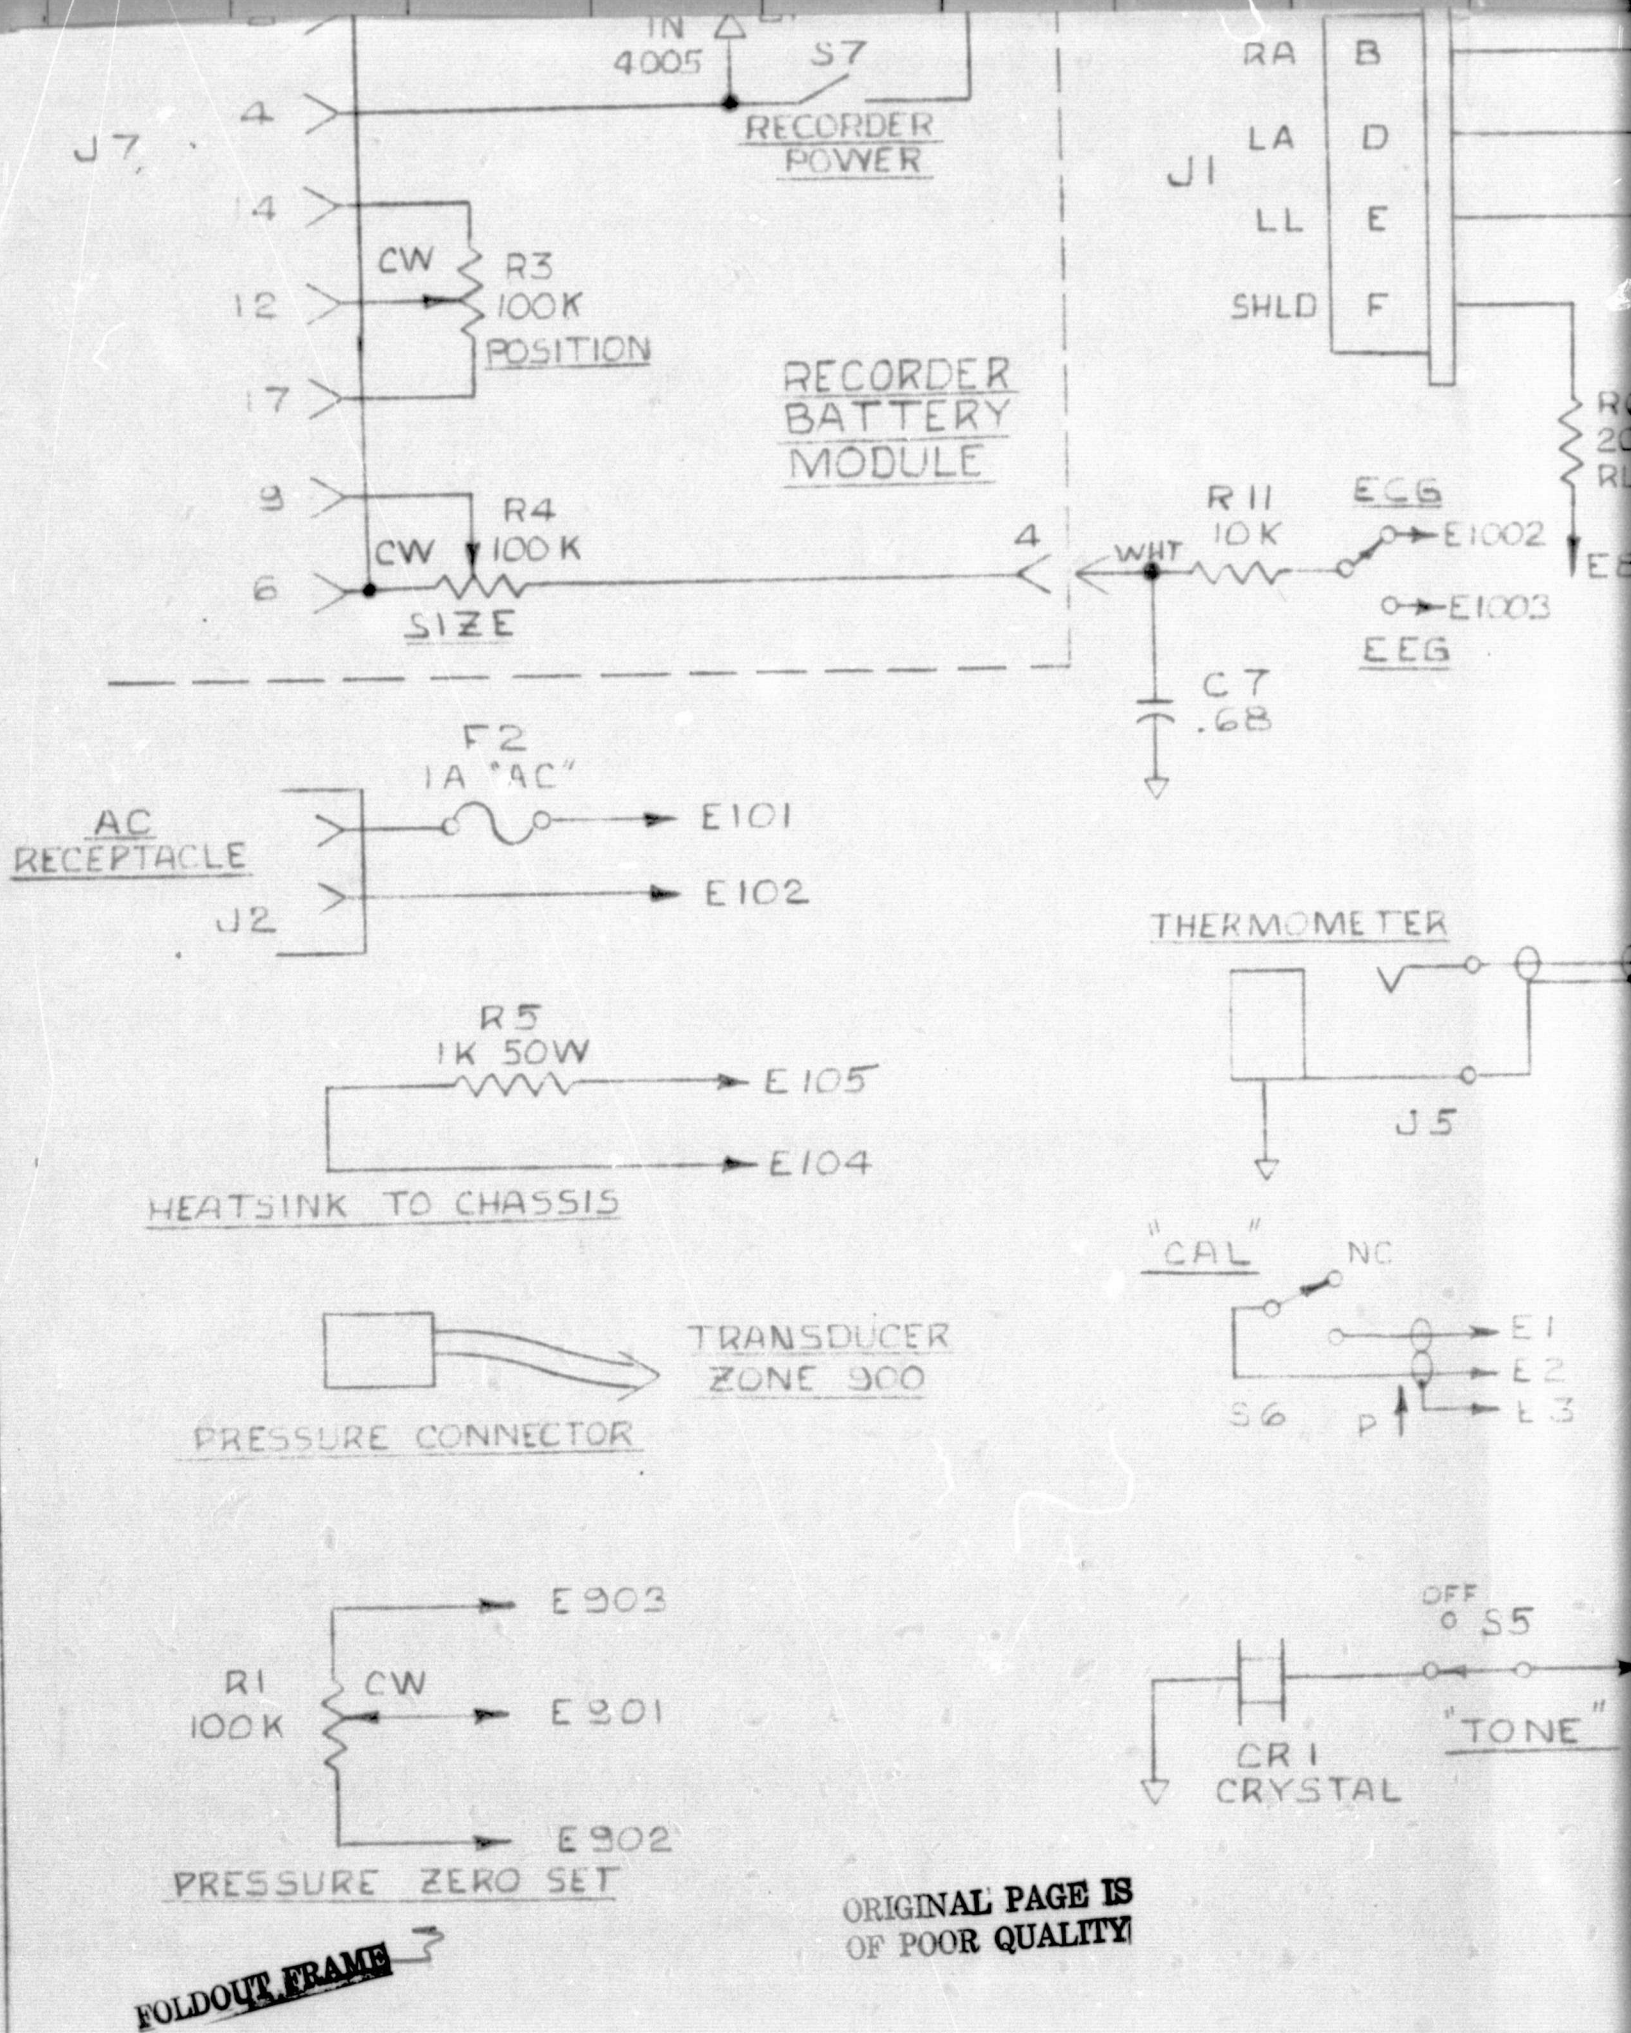 IN
4005
S7
4
RECORDER
POWER
J7
14
CW
R3
12
100K
POSITION
17
RECORDER
BATTERY
MODULE
9
R4
CW
100K
4
6
SIZE
RA B
LA D
J1
LL E
SHLD F
WHT
R11
10K
ECG
E1002
E1003
EEG
C7
.68
F2
1A "AC"
AC
RECEPTACLE
E101
E102
J2
THERMOMETER
J5
R5
1K 50W
E105
E104
HEATSINK TO CHASSIS
"CAL"
NC
E1
E2
E3
S6
P
TRANSDUCER
ZONE 900
PRESSURE CONNECTOR
E903
R1
100K
CW
E901
E902
PRESSURE ZERO SET
OFF
S5
"TONE"
CR1
CRYSTAL
ORIGINAL PAGE IS
OF POOR QUALITY
FOLDOUT FRAME